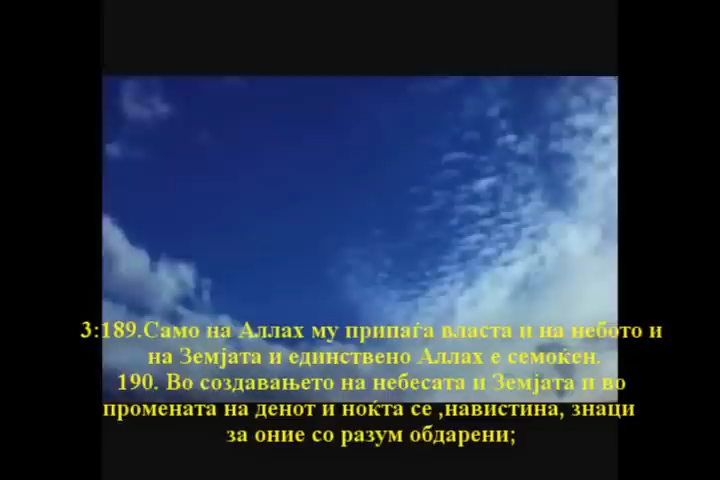 3:189.Само на Аллах му припаѓа власта и на небото и
на Земјата и единствено Аллах е семоќен.
190. Во создавањето на небесата и Земјата и во
промената на денот и ноќта се ,навистина, знаци
за оние со разум обдарени;